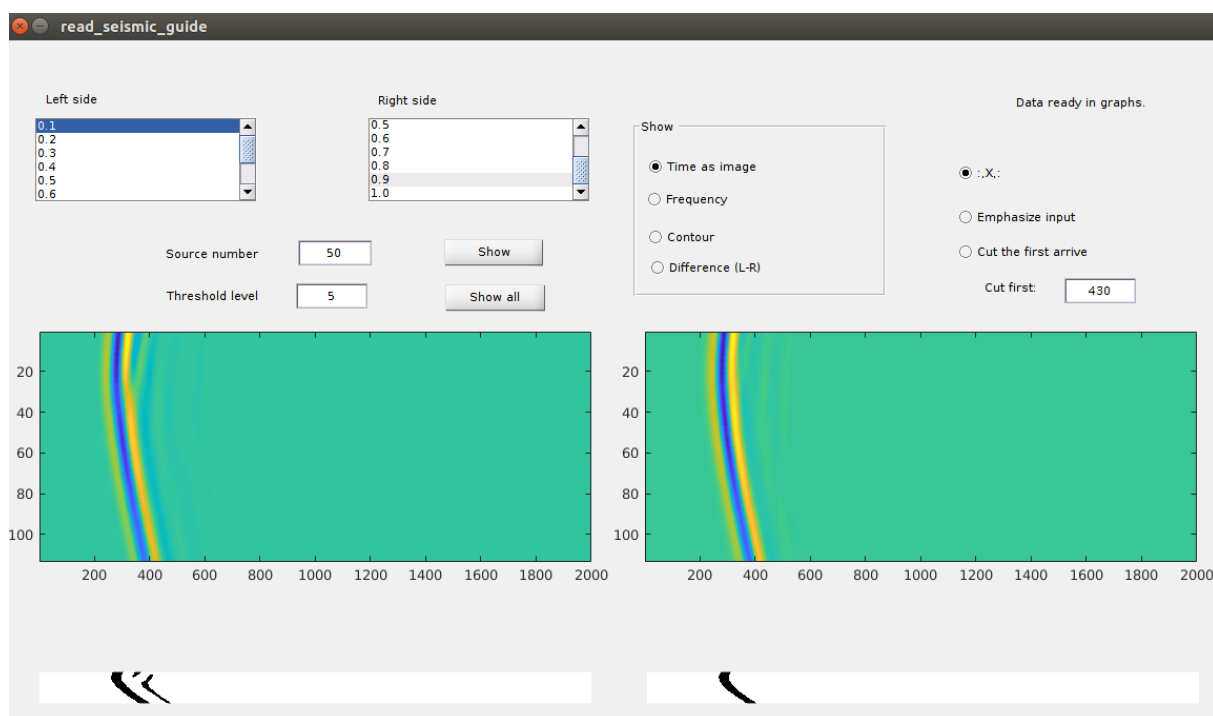 read_seismic_guide
Left side
Right side
Data ready in graphs.
0.1
0.2
0.3
0.4
0.5
0.6
0.5
0.6
0.7
0.8
0.9
1.0
Show
Time as image
Frequency
Contour
Difference (L-R)
:,X,:
Emphasize input
Cut the first arrive
Cut first: 430
Source number 50 Show
Threshold level 5 Show all
20
40
60
80
100
200 400 600 800 1000 1200 1400 1600 1800 2000
20
40
60
80
100
200 400 600 800 1000 1200 1400 1600 1800 2000